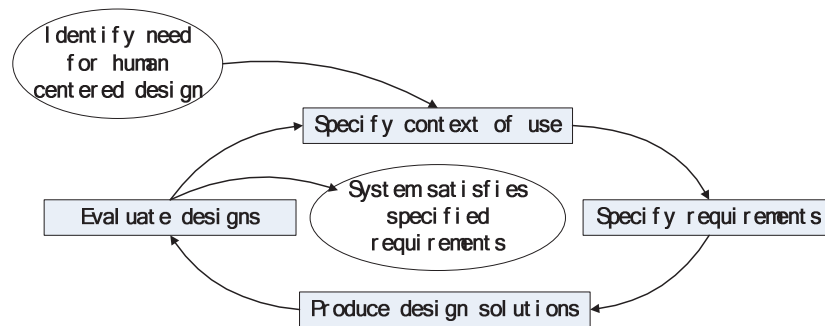 Identify need
for human
centered design
Specify context of use
System satisfies
specified
requirements
Evaluate designs
Specify requirements
Produce design solutions